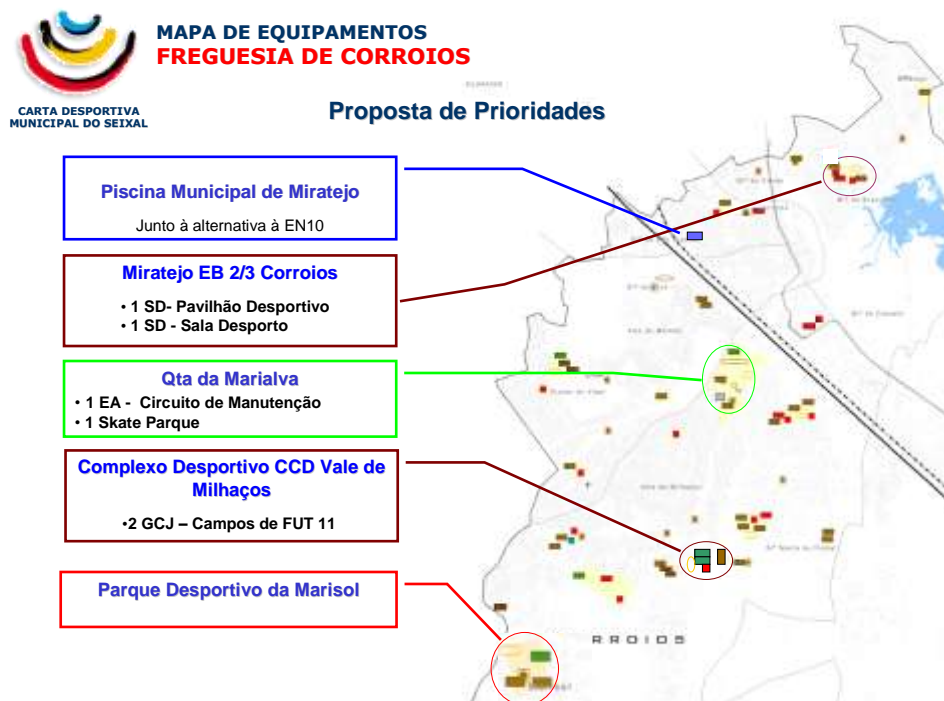 MAPA DE EQUIPAMENTOS
FREGUESIA DE CORROIOS
CARTA DESPORTIVA
MUNICIPAL DO SEIXAL
Proposta de Prioridades
Piscina Municipal de Miratejo
Junto à alternativa à EN10
Miratejo EB 2/3 Corroios
• 1 SD- Pavilhão Desportivo
• 1 SD - Sala Desporto
Qta da Marialva
• 1 EA - Circuito de Manutenção
• 1 Skate Parque
Complexo Desportivo CCD Vale de
Milhaços
•2 GCJ – Campos de FUT 11
Parque Desportivo da Marisol
RROIOS